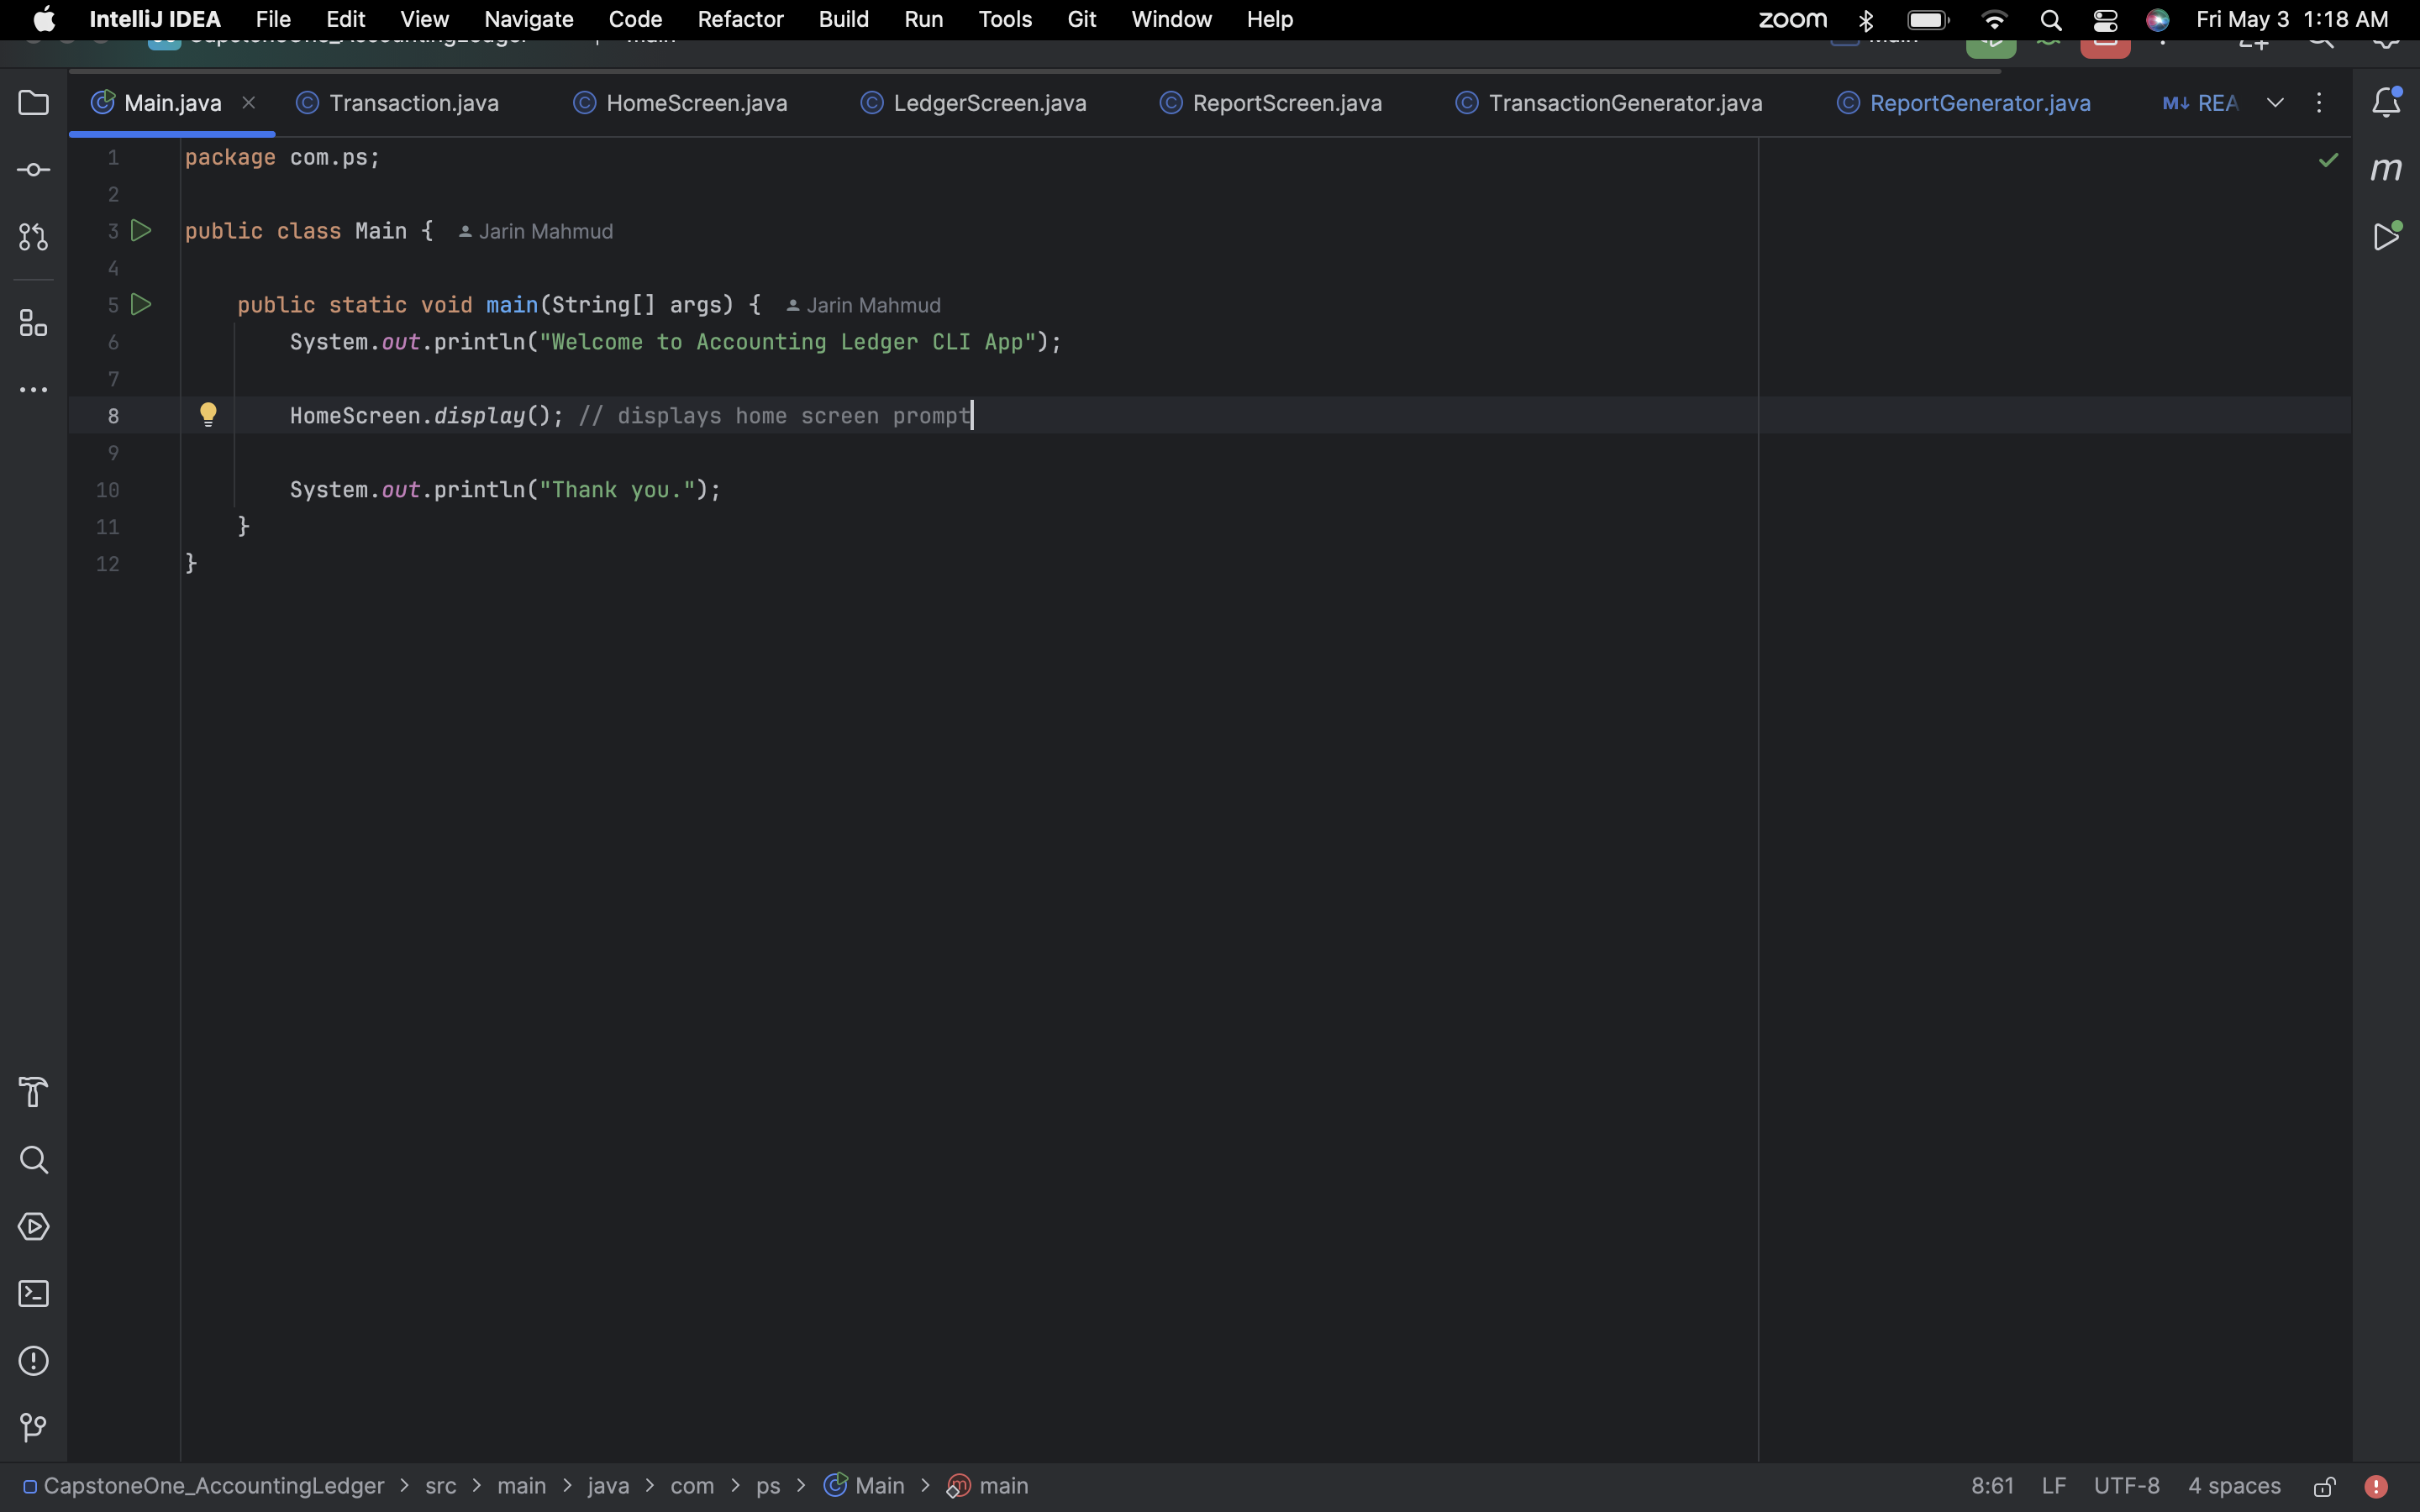 IntelliJ IDEA File Edit View Navigate Code Refactor Build Run Tools Git Window Help zoom Fri May 3 1:18 AM
CapstoneOne_AccountingLedger main Main
Main.java Transaction.java HomeScreen.java LedgerScreen.java ReportScreen.java TransactionGenerator.java ReportGenerator.java M↓ REA
1 package com.ps;
2
3 public class Main { Jarin Mahmud
4
5 public static void main(String[] args) { Jarin Mahmud
6 System.out.println("Welcome to Accounting Ledger CLI App");
7
8 HomeScreen.display(); // displays home screen prompt
9
10 System.out.println("Thank you.");
11 }
12 }
m
CapstoneOne_AccountingLedger > src > main > java > com > ps > Main > main 8:61 LF UTF-8 4 spaces